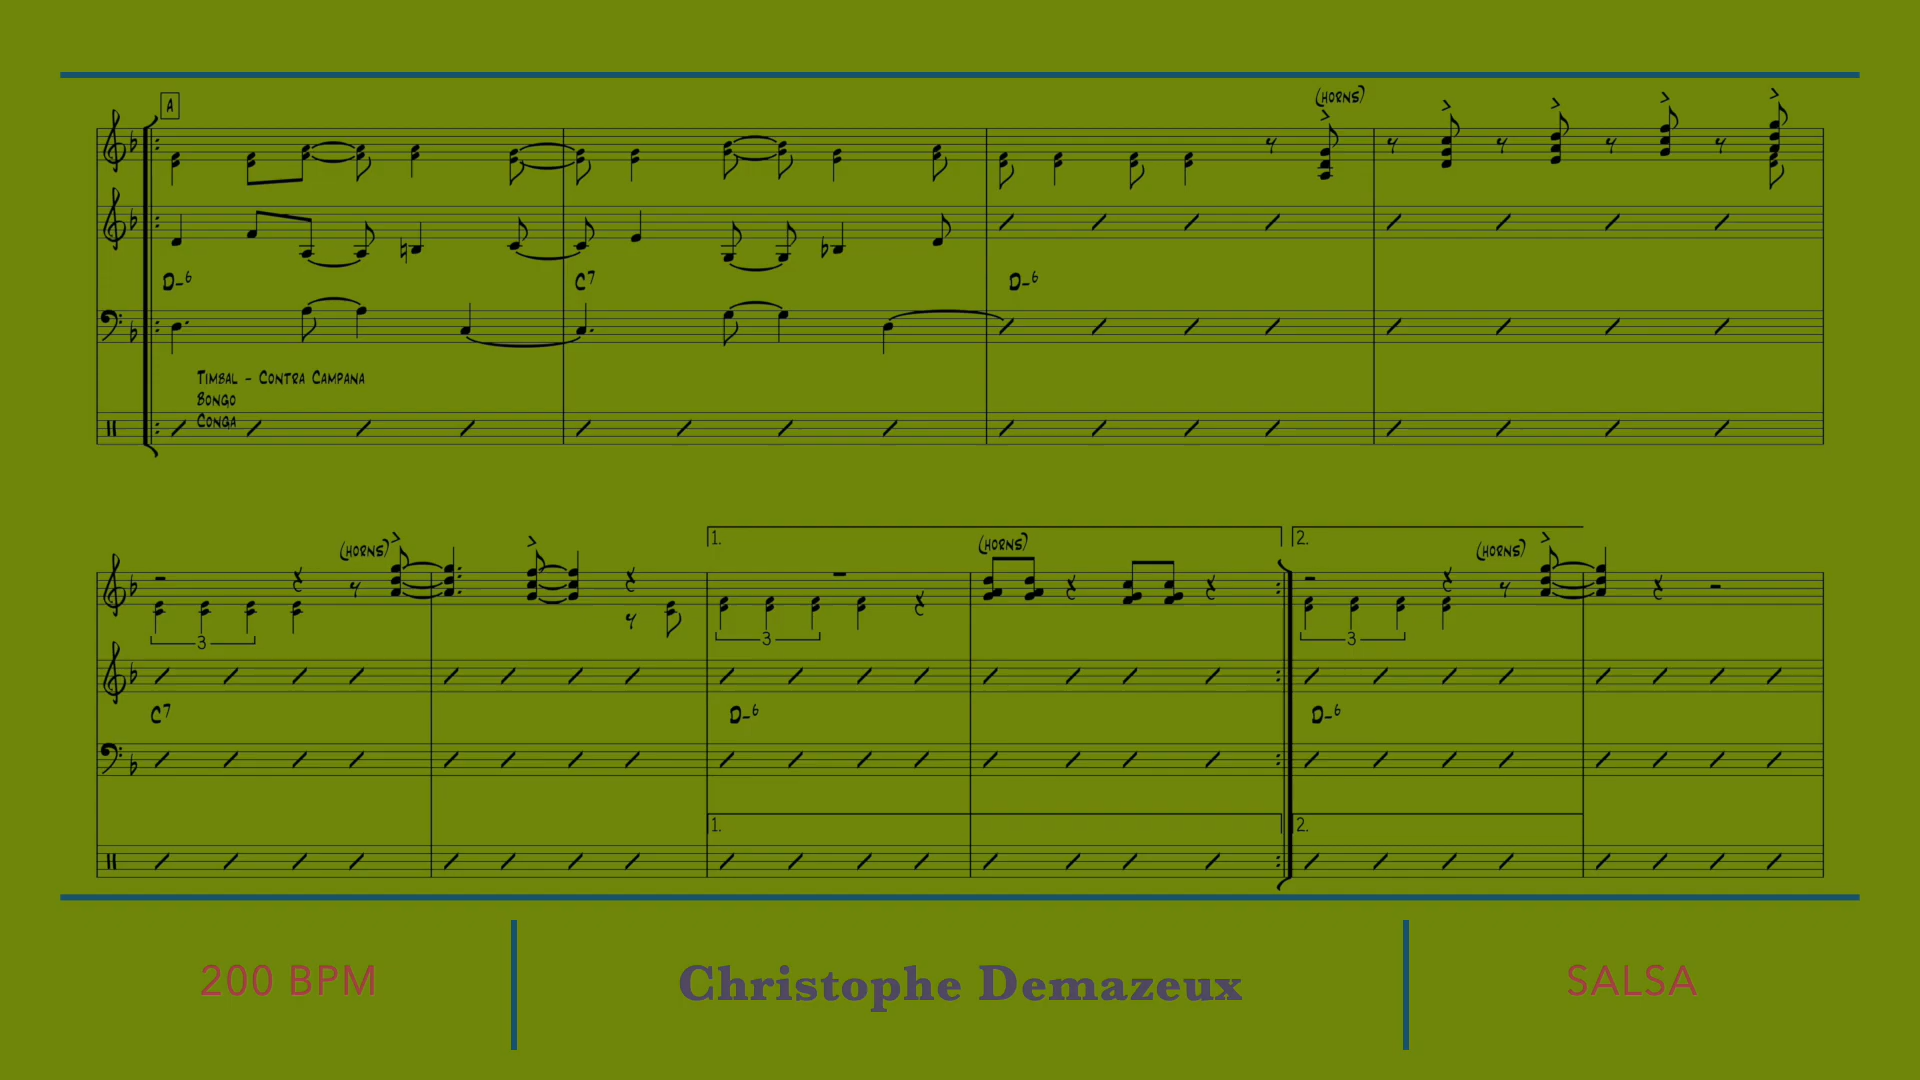 (HORNS)
A
D-6 C7 D-6
TIMBAL - CONTRA CAMPANA
BONGO
CONGA
1. 2.
(HORNS) (HORNS) (HORNS)
3 3 3
C7 D-6 D-6
1. 2.
200 BPM
Christophe Demazeux
SALSA